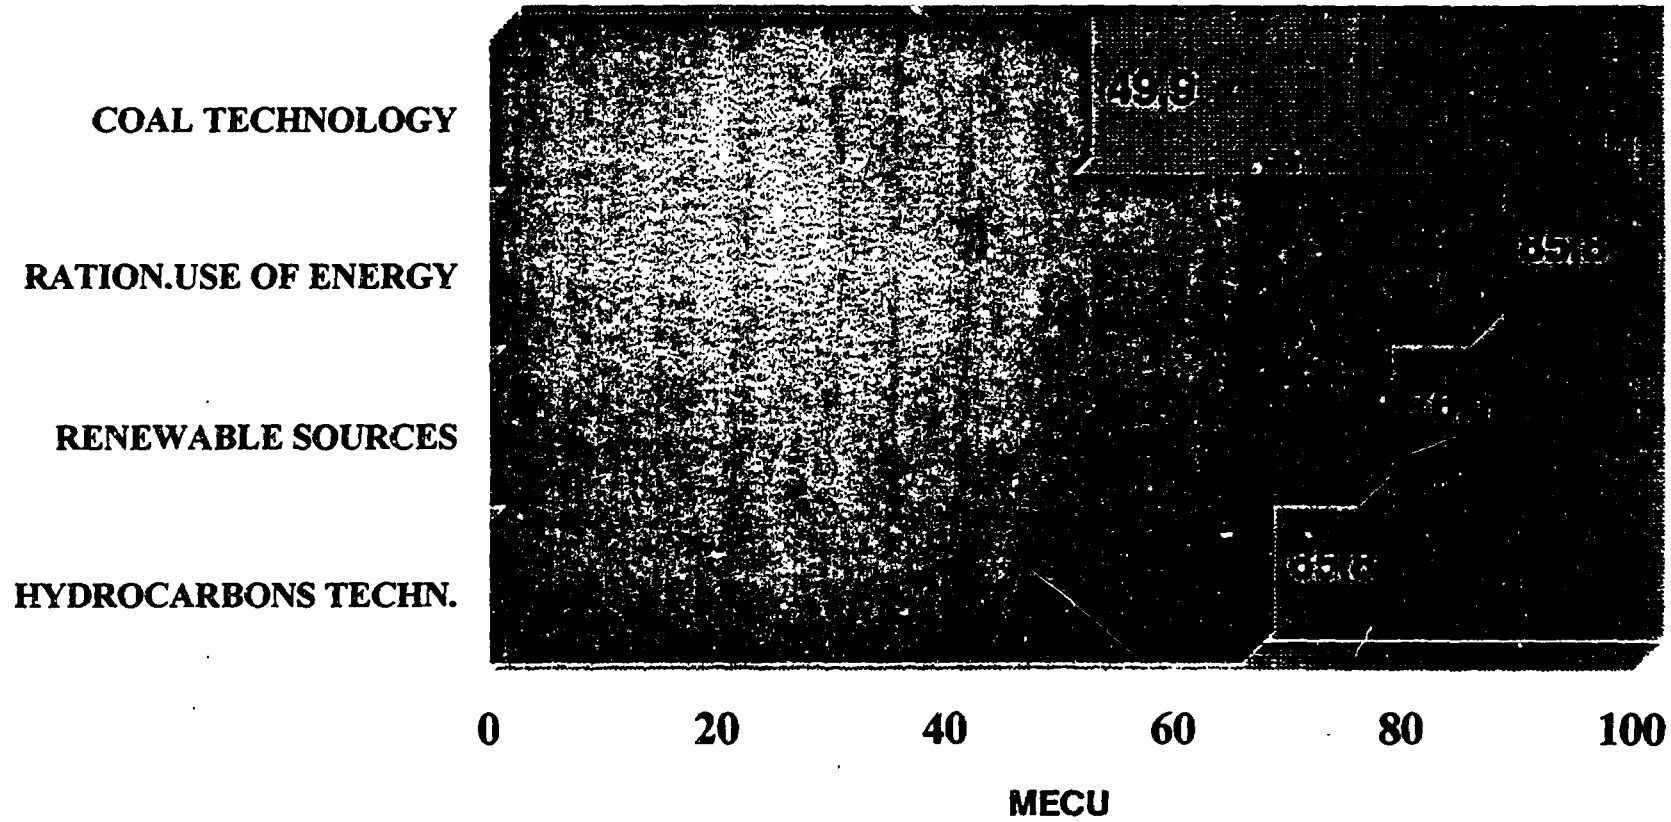 COAL TECHNOLOGY
49,9
RATION.USE OF ENERGY
RENEWABLE SOURCES
HYDROCARBONS TECHN.
0 20 40 60 80 100
MECU